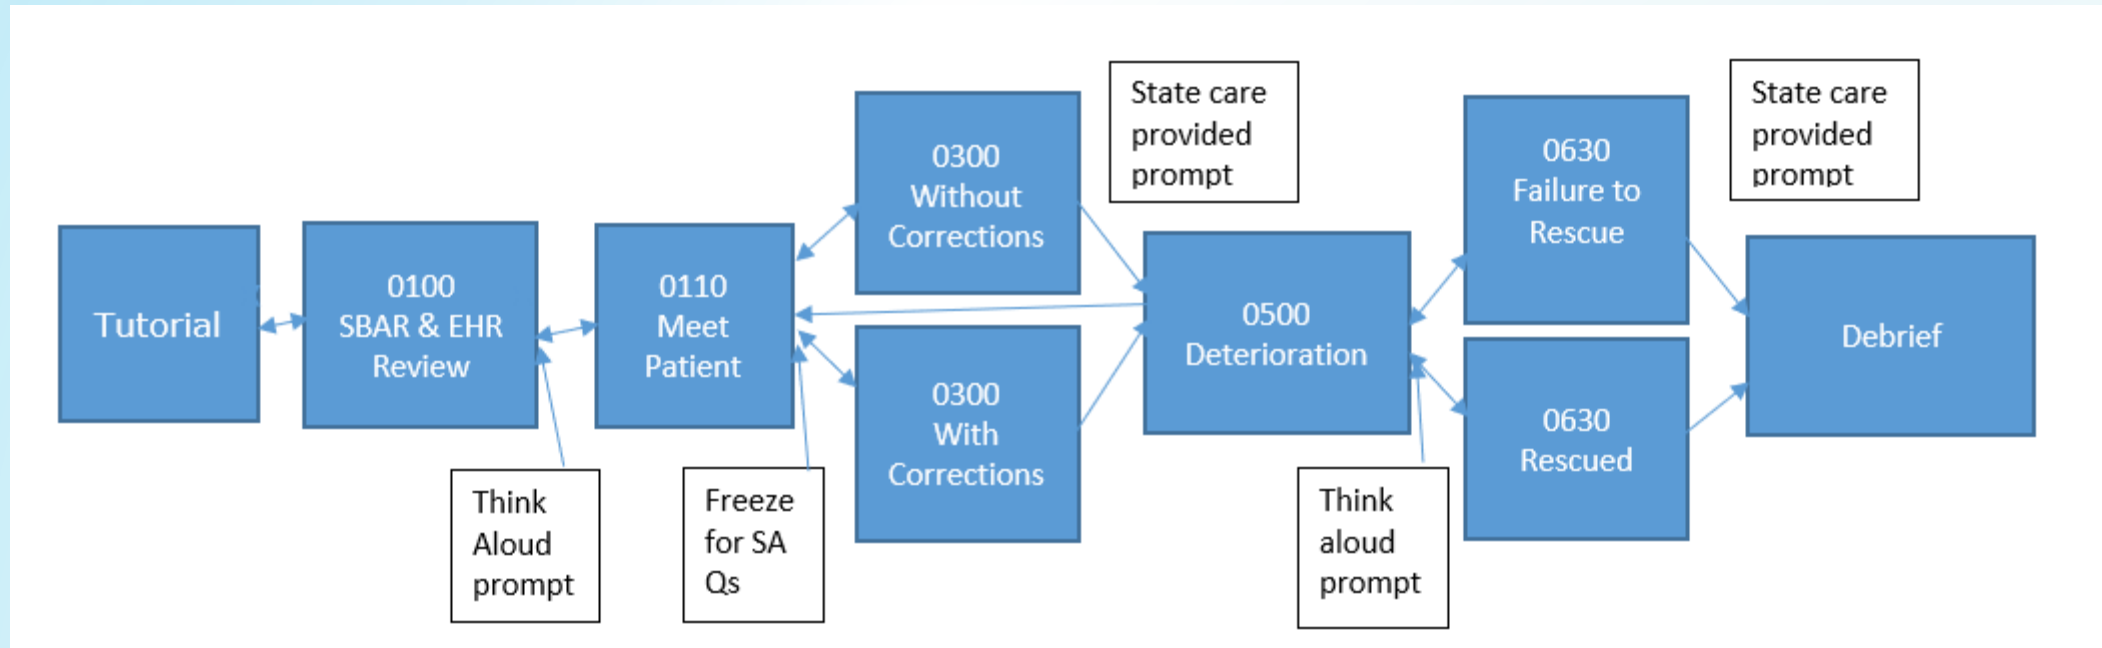 Tutorial
0100
SBAR & EHR
Review
Think
Aloud
prompt
0110
Meet
Patient
Freeze
for SA
Qs
0300
Without
Corrections
0300
With
Corrections
State care
provided
prompt
0500
Deterioration
Think
aloud
prompt
0630
Failure to
Rescue
0630
Rescued
State care
provided
prompt
Debrief